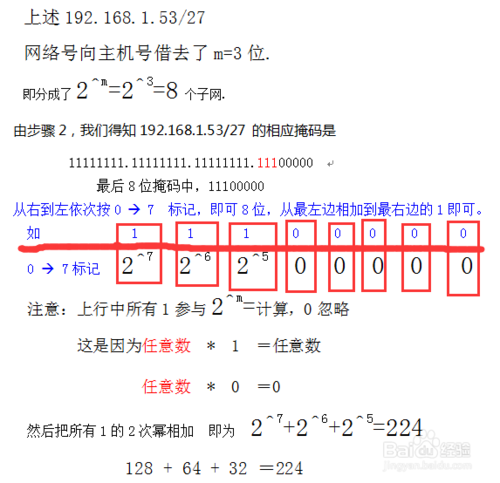 上述 192.168.1.53/27
网络号向主机号借去了 m=3 位.
即分成了 2^m=2^3=8 个子网.
由步骤 2，我们得知 192.168.1.53/27 的相应掩码是
11111111.11111111.11111111.11100000
最后 8 位掩码中，11100000
从右到左依次按 0 → 7 标记，即可 8 位，从最左边相加到最右边的 1 即可。
如 1 1 1 0 0 0 0 0
0 → 7 标记 2^7 2^6 2^5 0 0 0 0 0
注意：上行中所有 1 参与 2^m=计算，0 忽略
这是因为任意数 * 1 =任意数
任意数 * 0 =0
然后把所有 1 的 2 次幂相加 即为 2^7+2^6+2^5=224
128 + 64 + 32 =224
Baidu 经验
jingyan.baidu.com